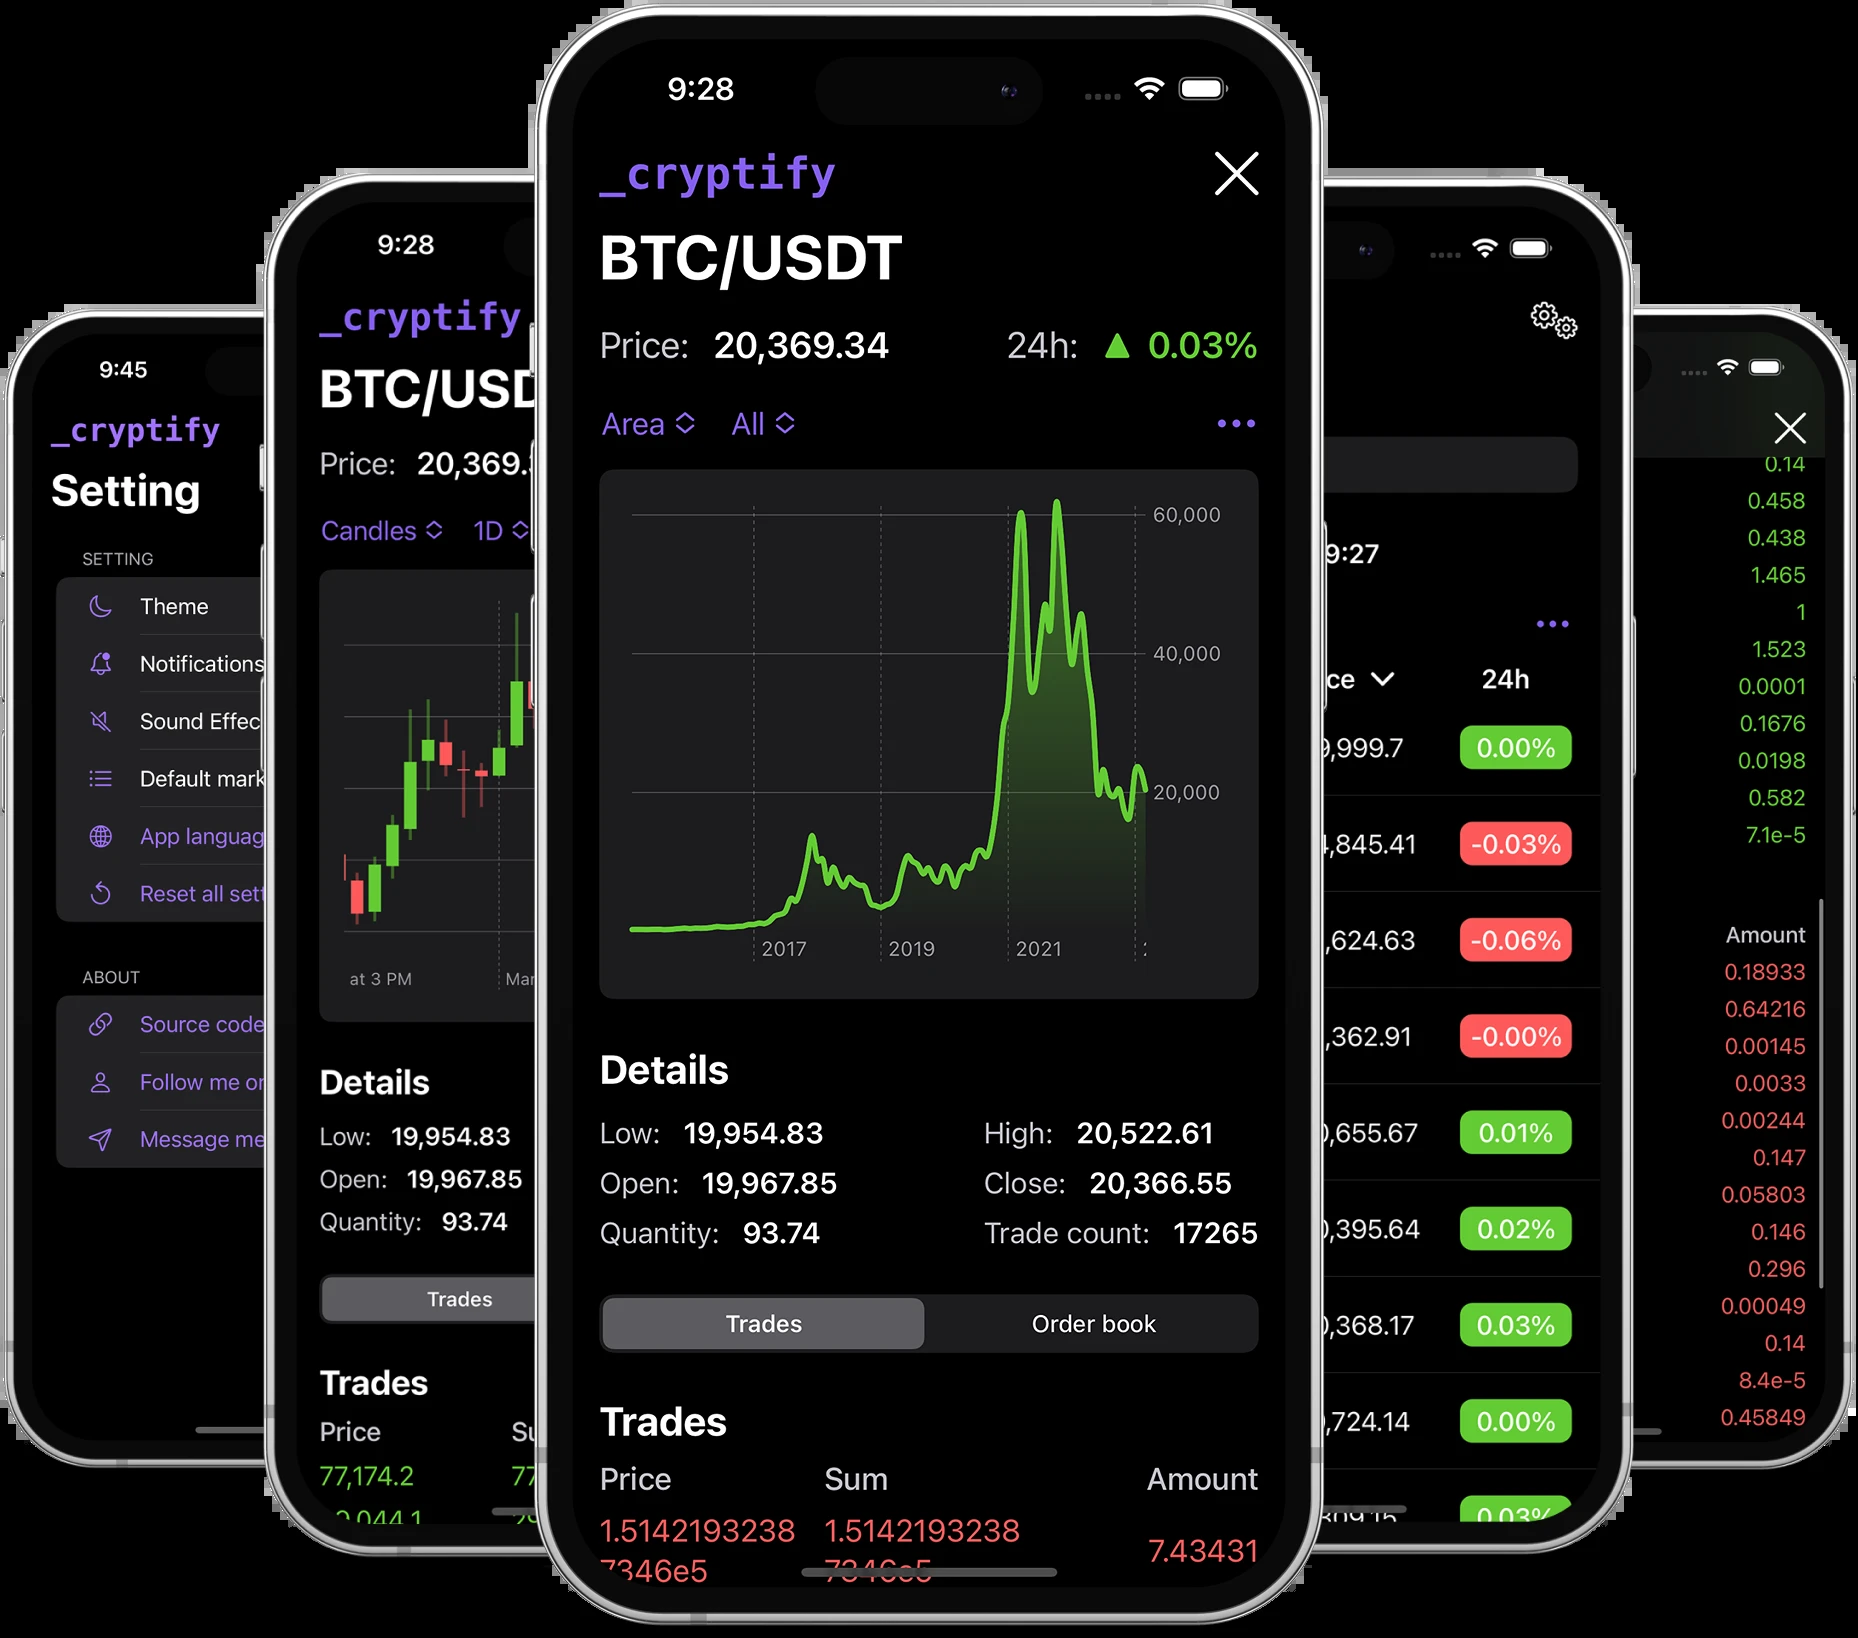 9:45
_cryptify
Setting
SETTING
Theme
Notifications
Sound Effec
Default mark
App languag
Reset all sett
ABOUT
Source code
Follow me or
Message me
9:28
_cryptify
BTC/USD
Price: 20,369.
Candles 1D
at 3 PM Mar
Details
Low: 19,954.83
Open: 19,967.85
Quantity: 93.74
Trades
Trades
Price Su
77,174.2 77
9:28
_cryptify
BTC/USDT
Price: 20,369.34 24h: ▲ 0.03%
Area All
60,000
40,000
20,000
2017 2019 2021
Details
Low: 19,954.83 High: 20,522.61
Open: 19,967.85 Close: 20,366.55
Quantity: 93.74 Trade count: 17265
Trades Order book
Trades
Price Sum Amount
1.5142193238 1.5142193238 7.43431
7346e5 7346e5
9:27
ce 24h
9,999.7 0.00%
,845.41 -0.03%
,624.63 -0.06%
,362.91 -0.00%
,655.67 0.01%
,395.64 0.02%
,368.17 0.03%
,724.14 0.00%
0.03%
0.14
0.458
0.438
1.465
1
1.523
0.0001
0.1676
0.0198
0.582
7.1e-5
Amount
0.18933
0.64216
0.00145
0.0033
0.00244
0.147
0.05803
0.146
0.296
0.00049
0.14
8.4e-5
0.45849